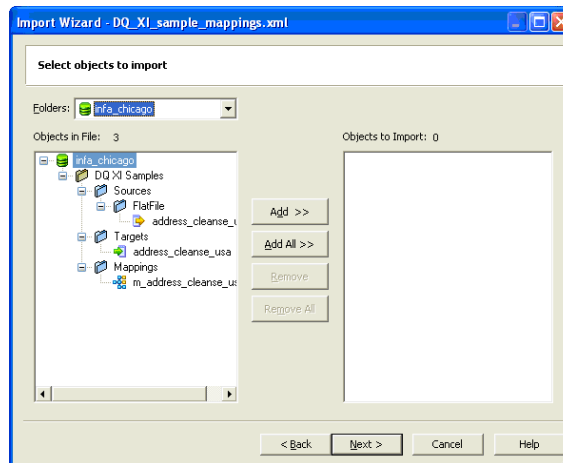 Import Wizard - DQ_XI_sample_mappings.xml
Select objects to import
Folders: infa_chicago
Objects in File: 3
Objects to Import: 0
infa_chicago
DQ XI Samples
Sources
FlatFile
address_cleanse_u
Targets
address_cleanse_usa
Mappings
m_address_cleanse_us
Add >>
Add All >>
Remove
Remove All
< Back
Next >
Cancel
Help